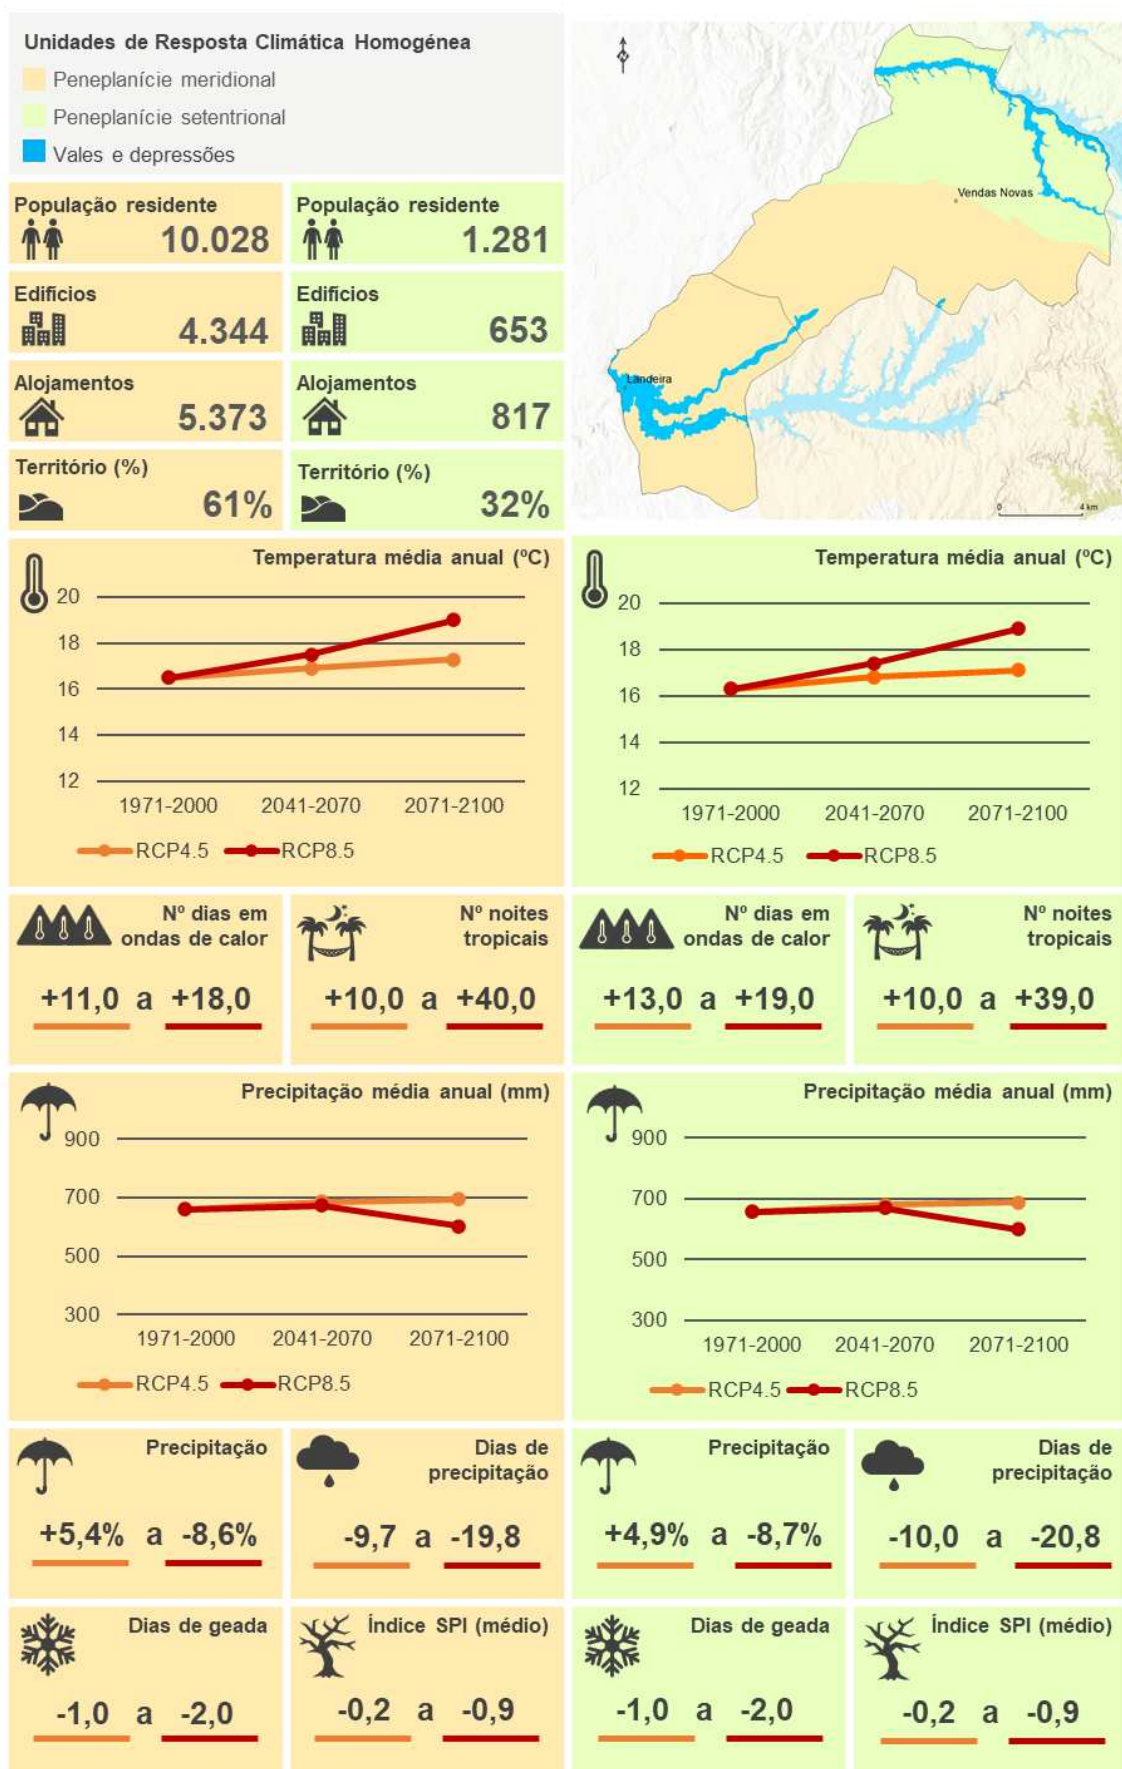 Unidades de Resposta Climática Homogénea
Peneplanície meridional
Peneplanície setentrional
Vales e depressões
Vendas Novas
Landeira
0 4 km
População residente
10.028
População residente
1.281
Edifícios
4.344
Edifícios
653
Alojamentos
5.373
Alojamentos
817
Território (%)
61%
Território (%)
32%
Temperatura média anual (ºC)
20
18
16
14
12
1971-2000 2041-2070 2071-2100
RCP4.5 RCP8.5
Temperatura média anual (ºC)
20
18
16
14
12
1971-2000 2041-2070 2071-2100
RCP4.5 RCP8.5
Nº dias em
ondas de calor
+11,0 a +18,0
Nº noites
tropicais
+10,0 a +40,0
Nº dias em
ondas de calor
+13,0 a +19,0
Nº noites
tropicais
+10,0 a +39,0
Precipitação média anual (mm)
900
700
500
300
1971-2000 2041-2070 2071-2100
RCP4.5 RCP8.5
Precipitação média anual (mm)
900
700
500
300
1971-2000 2041-2070 2071-2100
RCP4.5 RCP8.5
Precipitação
+5,4% a -8,6%
Dias de
precipitação
-9,7 a -19,8
Precipitação
+4,9% a -8,7%
Dias de
precipitação
-10,0 a -20,8
Dias de geada
-1,0 a -2,0
Índice SPI (médio)
-0,2 a -0,9
Dias de geada
-1,0 a -2,0
Índice SPI (médio)
-0,2 a -0,9